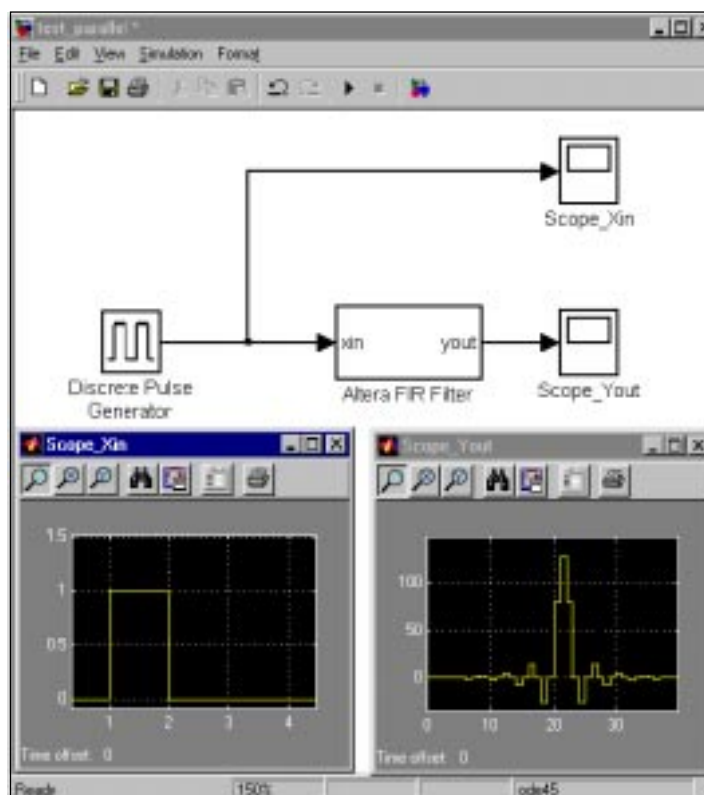 test_parallel *
File Edit View Simulation Format
Scope_Xin
xin yout
Discrete Pulse
Generator
Altera FIR Filter
Scope_Yout
Scope_Xin
1.5
1
0.5
0
1 2 3 4
Time offset: 0
Scope_Yout
100
50
0
0 10 20 30
Time offset: 0
Ready 150% ode45